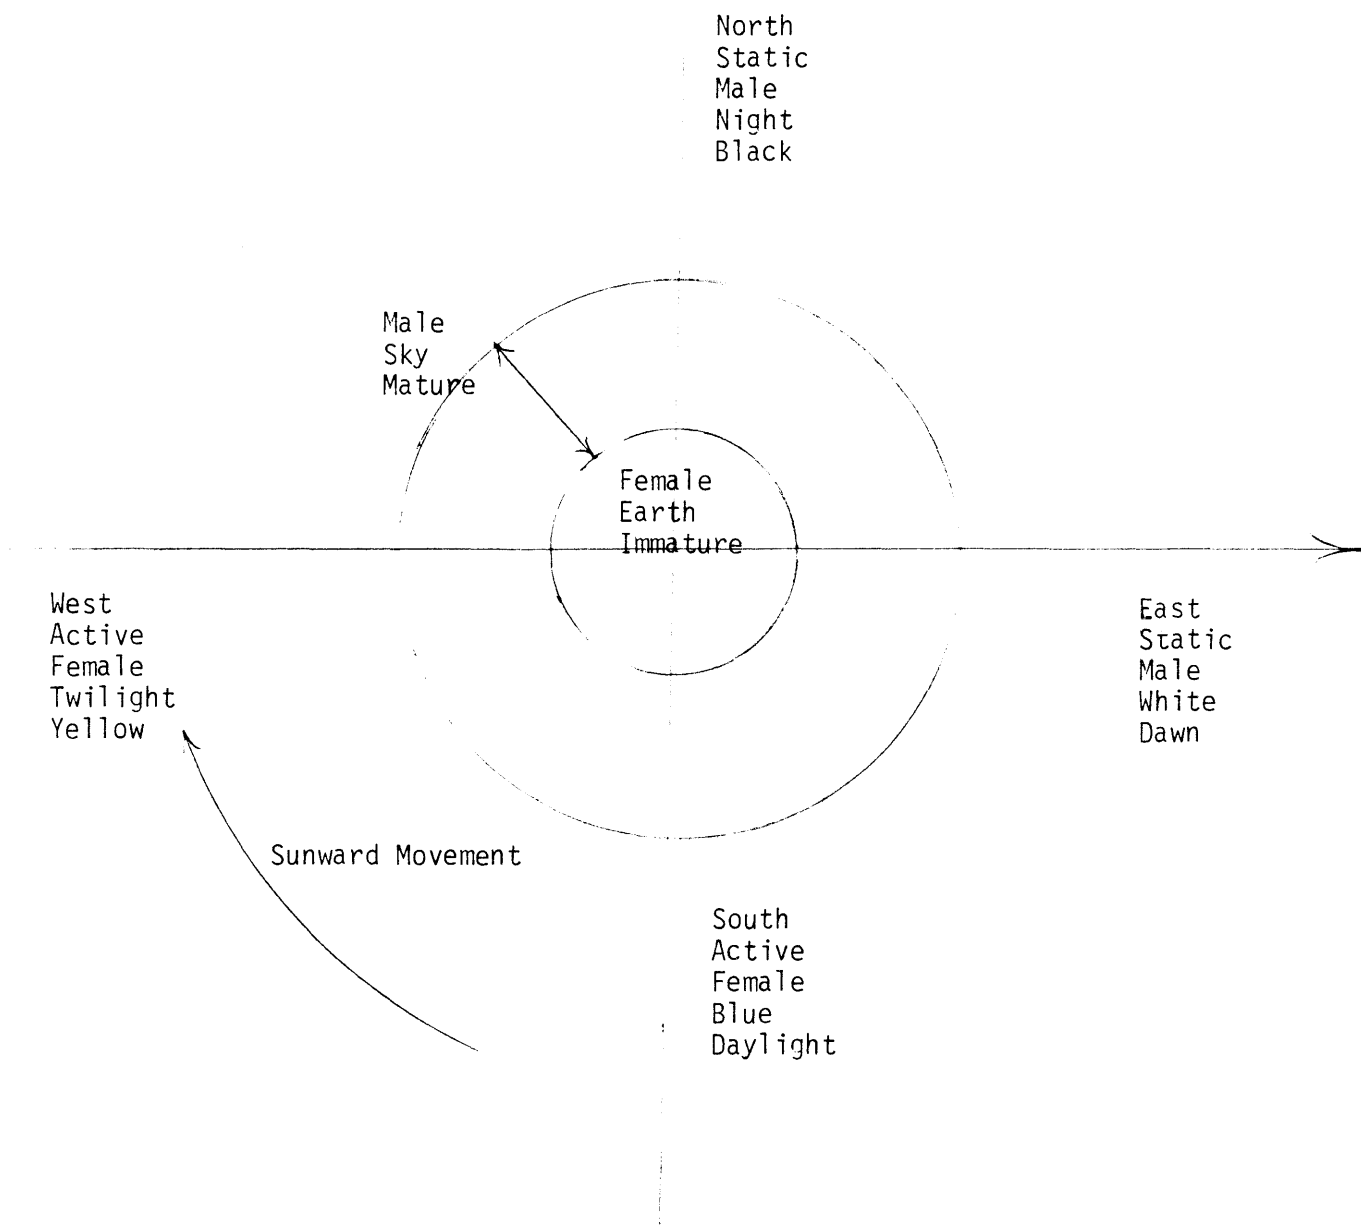 North
Static
Male
Night
Black
Male
Sky
Mature
Female
Earth
Immature
West
Active
Female
Twilight
Yellow
East
Static
Male
White
Dawn
Sunward Movement
South
Active
Female
Blue
Daylight